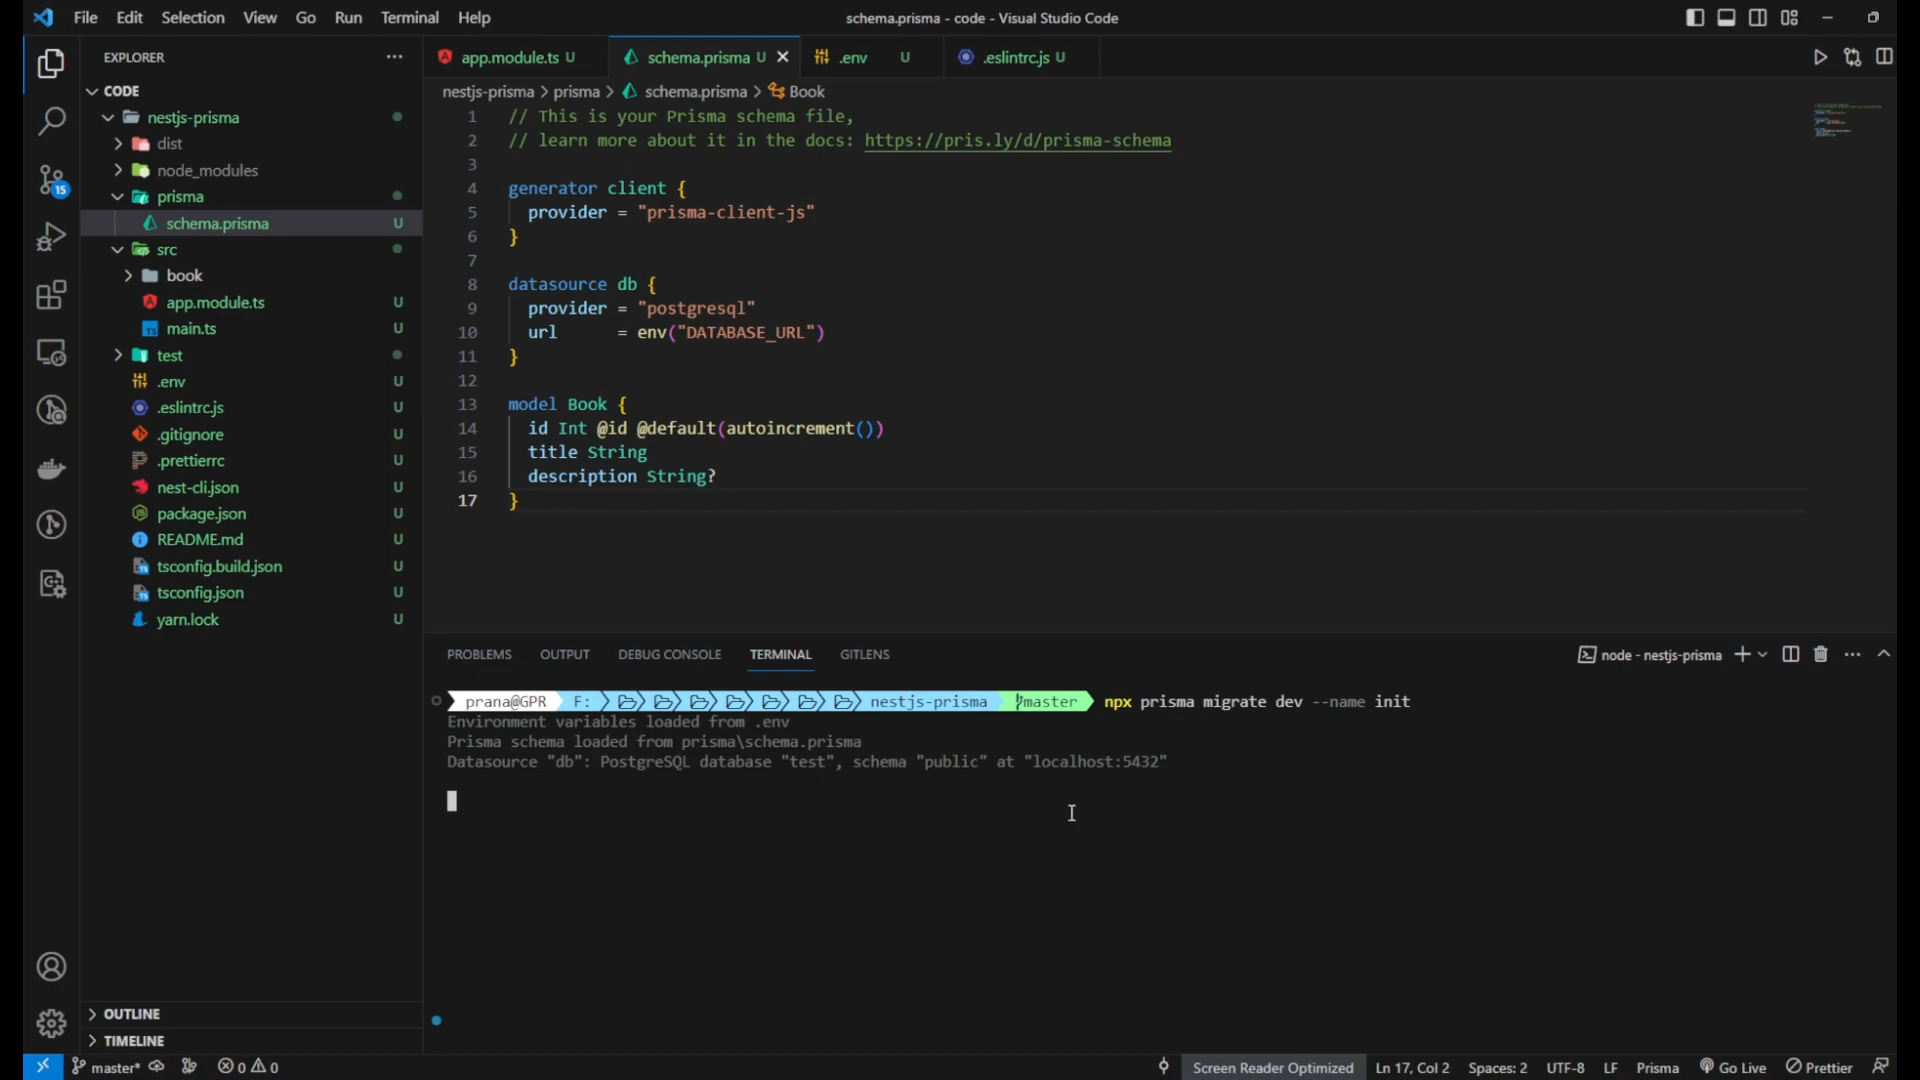 File Edit Selection View Go Run Terminal Help
schema.prisma - code - Visual Studio Code
EXPLORER
CODE
nestjs-prisma
dist
node_modules
prisma
schema.prisma U
src
book
app.module.ts U
main.ts U
test
.env U
.eslintrc.js U
.gitignore U
.prettierrc U
nest-cli.json U
package.json U
README.md U
tsconfig.build.json U
tsconfig.json U
yarn.lock U
OUTLINE
TIMELINE
15
app.module.ts U schema.prisma U .env U .eslintrc.js U
nestjs-prisma > prisma > schema.prisma > Book
1 // This is your Prisma schema file,
2 // learn more about it in the docs: https://pris.ly/d/prisma-schema
3
4 generator client {
5 provider = "prisma-client-js"
6 }
7
8 datasource db {
9 provider = "postgresql"
10 url = env("DATABASE_URL")
11 }
12
13 model Book {
14 id Int @id @default(autoincrement())
15 title String
16 description String?
17 }
PROBLEMS OUTPUT DEBUG CONSOLE TERMINAL GITLENS
node - nestjs-prisma
prana@GPR F: nestjs-prisma master npx prisma migrate dev --name init
Environment variables loaded from .env
Prisma schema loaded from prisma\schema.prisma
Datasource "db": PostgreSQL database "test", schema "public" at "localhost:5432"
master* 0 0 Screen Reader Optimized Ln 17, Col 2 Spaces: 2 UTF-8 LF Prisma Go Live Prettier